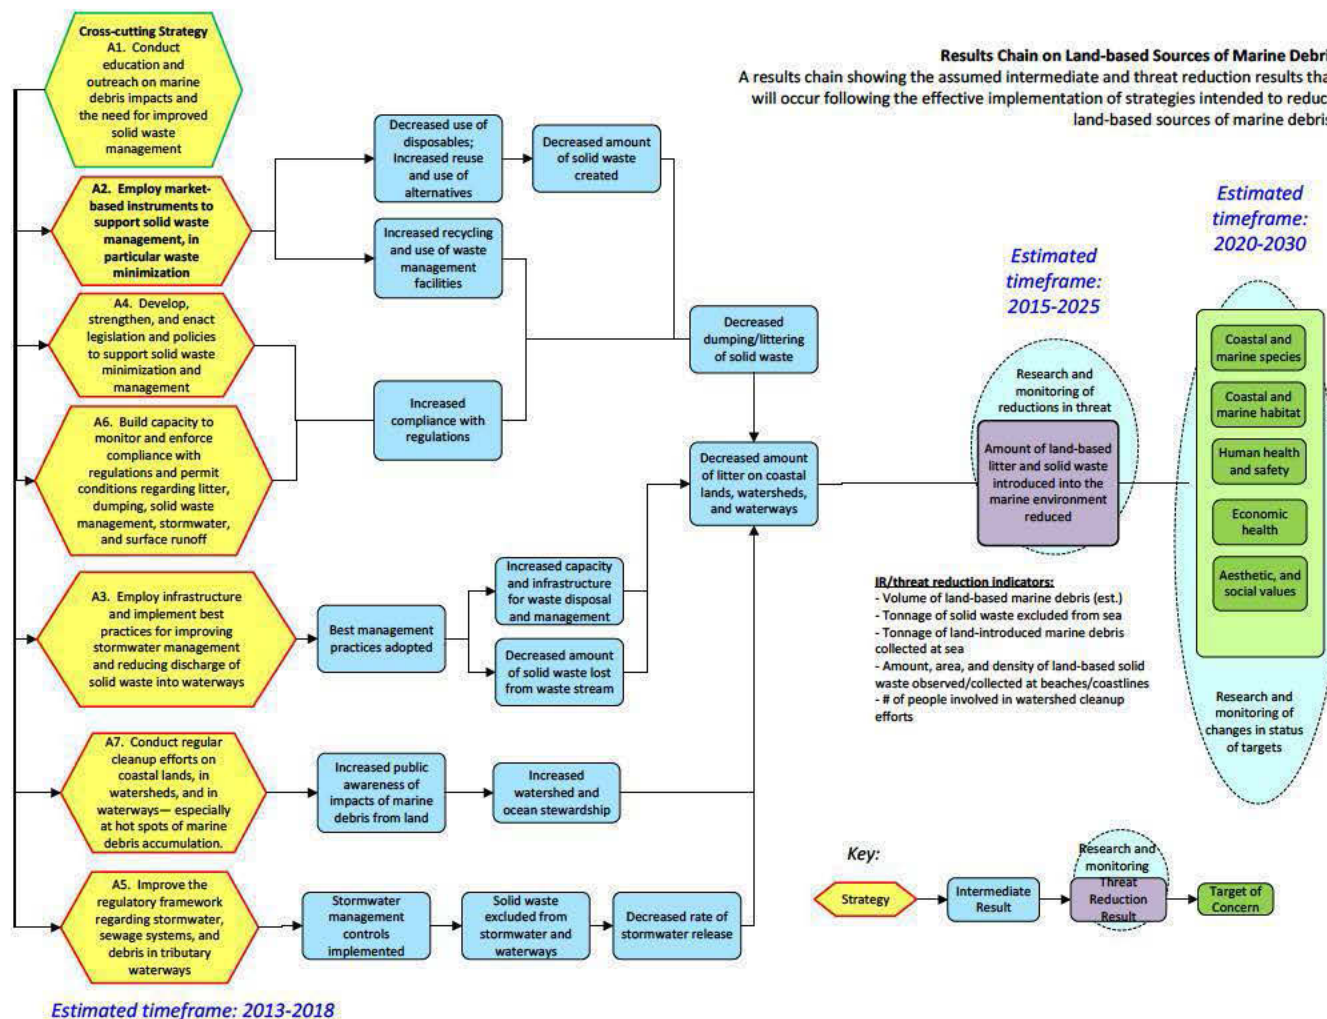 Cross-cutting Strategy
A1. Conduct
education and
outreach on marine
debris impacts and
the need for improved
solid waste
management
Results Chain on Land-based Sources of Marine Debri
A results chain showing the assumed intermediate and threat reduction results tha
will occur following the effective implementation of strategies intended to reduc
land-based sources of marine debris
A2. Employ market-
based instruments to
support solid waste
management, in
particular waste
minimization
Decreased use of
disposables;
Increased reuse
and use of
alternatives
Decreased amount
of solid waste
created
Increased recycling
and use of waste
management
facilities
A4. Develop,
strengthen, and enact
legislation and policies
to support solid waste
minimization and
management
A6. Build capacity to
monitor and enforce
compliance with
regulations and permit
conditions regarding litter,
dumping, solid waste
management, stormwater,
and surface runoff
Increased
compliance with
regulations
Decreased
dumping/littering
of solid waste
Decreased amount
of litter on coastal
lands, watersheds,
and waterways
A3. Employ infrastructure
and implement best
practices for improving
stormwater management
and reducing discharge of
solid waste into waterways
Best management
practices adopted
Increased capacity
and infrastructure
for waste disposal
and management
Decreased amount
of solid waste lost
from waste stream
A7. Conduct regular
cleanup efforts on
coastal lands, in
watersheds, and in
waterways— especially
at hot spots of marine
debris accumulation.
Increased public
awareness of
impacts of marine
debris from land
Increased
watershed and
ocean stewardship
A5. Improve the
regulatory framework
regarding stormwater,
sewage systems, and
debris in tributary
waterways
Stormwater
management
controls
implemented
Solid waste
excluded from
stormwater and
waterways
Decreased rate of
stormwater release
Estimated timeframe: 2013-2018
Estimated
timeframe:
2015-2025
Research and
monitoring of
reductions in threat
Amount of land-based
litter and solid waste
introduced into the
marine environment
reduced
IR/threat reduction indicators:
- Volume of land-based marine debris (est.)
- Tonnage of solid waste excluded from sea
- Tonnage of land-introduced marine debris
collected at sea
- Amount, area, and density of land-based solid
waste observed/collected at beaches/coastlines
- # of people involved in watershed cleanup
efforts
Estimated
timeframe:
2020-2030
Coastal and
marine species
Coastal and
marine habitat
Human health
and safety
Economic
health
Aesthetic, and
social values
Research and
monitoring of
changes in status
of targets
Key:
Strategy
Intermediate
Result
Research and
monitoring
Threat
Reduction
Result
Target of
Concern